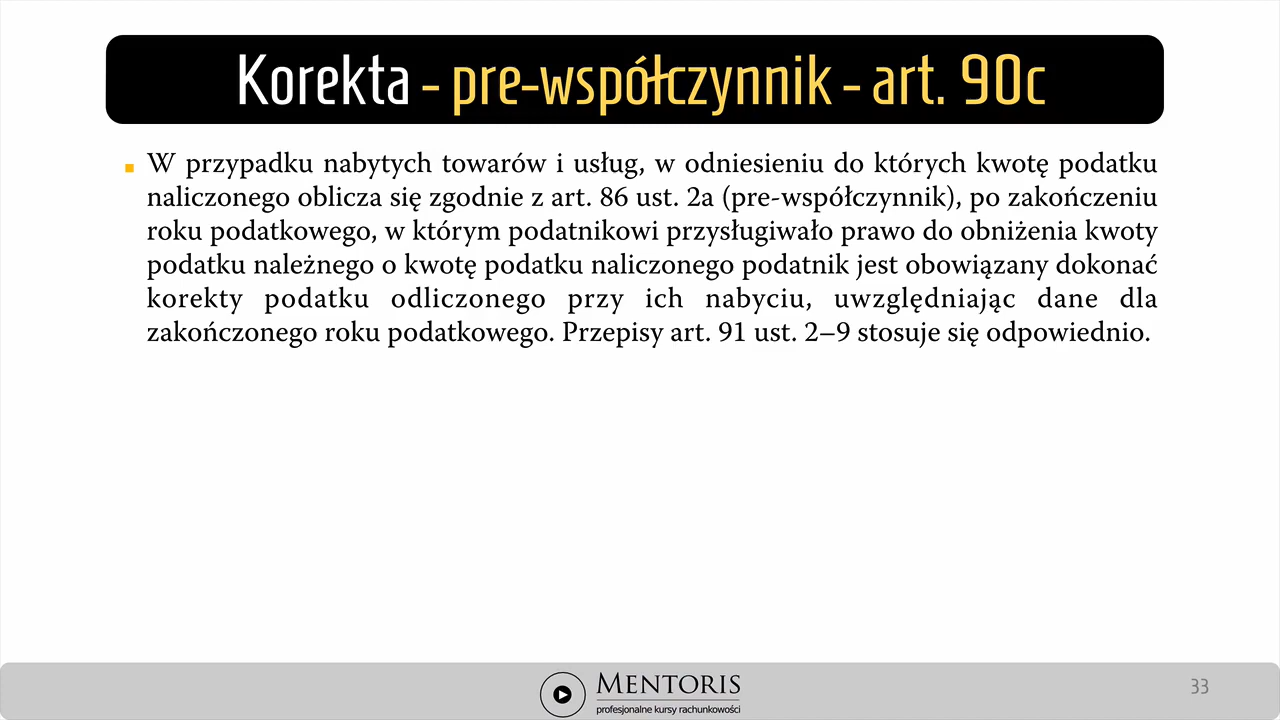 Korekta - pre-współczynnik - art. 90c
W przypadku nabytych towarów i usług, w odniesieniu do których kwotę podatku
naliczonego oblicza się zgodnie z art. 86 ust. 2a (pre-współczynnik), po zakończeniu
roku podatkowego, w którym podatnikowi przysługiwało prawo do obniżenia kwoty
podatku należnego o kwotę podatku naliczonego podatnik jest obowiązany dokonać
korekty podatku odliczonego przy ich nabyciu, uwzględniając dane dla
zakończonego roku podatkowego. Przepisy art. 91 ust. 2–9 stosuje się odpowiednio.
MENTORIS
profesjonalne kursy rachunkowości
33